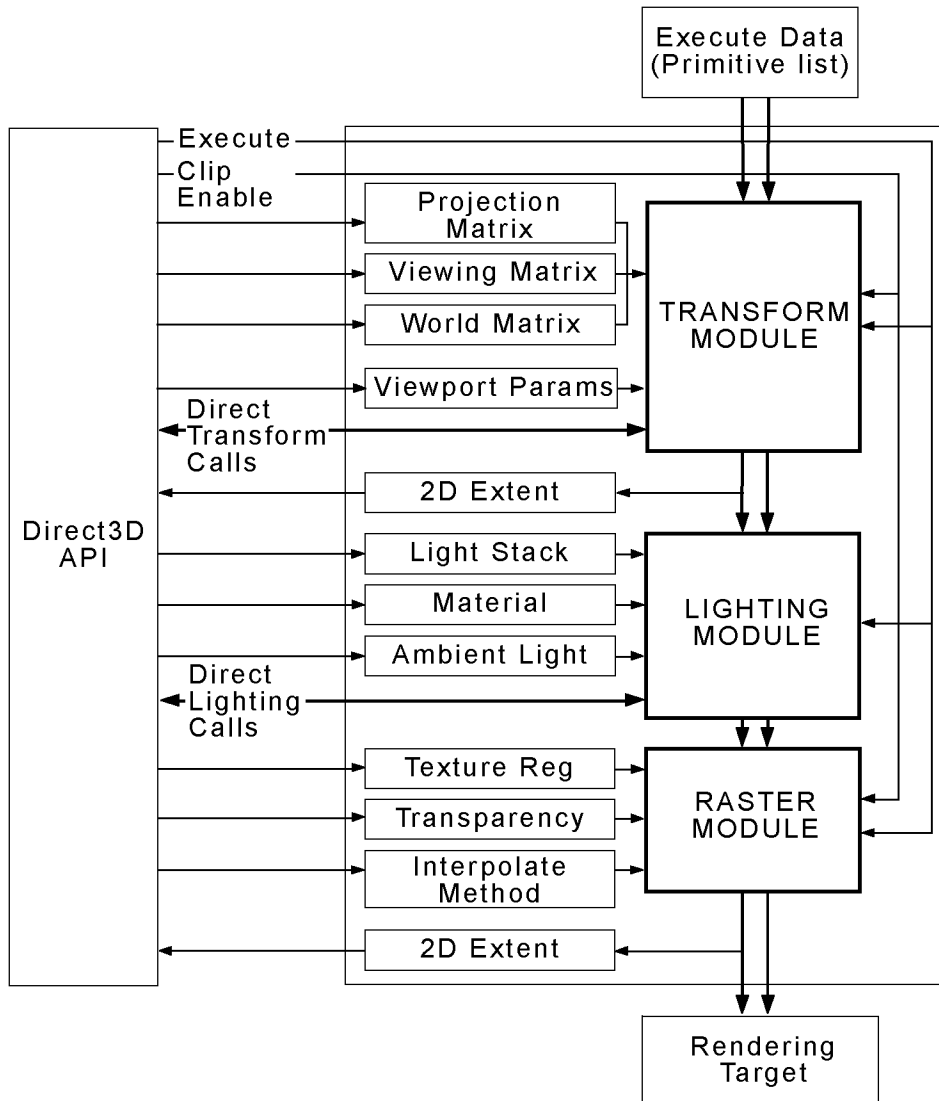 Execute Data
(Primitive list)
Execute
Clip
Enable
Projection
Matrix
Viewing Matrix
TRANSFORM
MODULE
World Matrix
Viewport Params
Direct
Transform
Calls
2D Extent
Direct3D
API
Light Stack
Material
LIGHTING
MODULE
Ambient Light
Direct
Lighting
Calls
Texture Reg
RASTER
MODULE
Transparency
Interpolate
Method
2D Extent
Rendering
Target